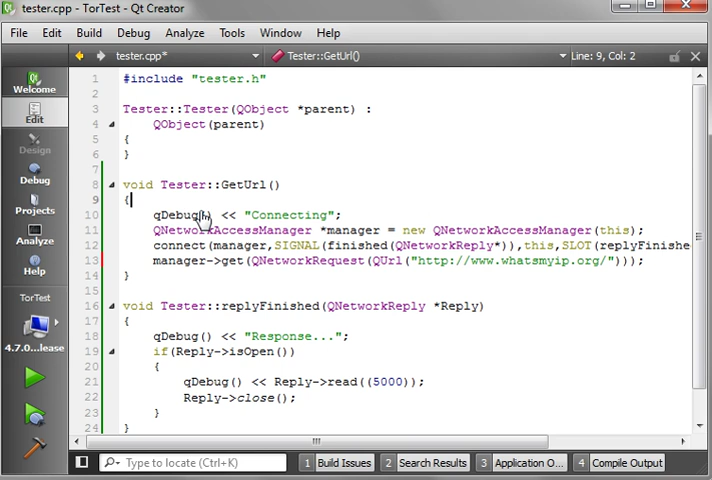 tester.cpp - TorTest - Qt Creator
File Edit Build Debug Analyze Tools Window Help
tester.cpp* Tester::GetUrl() Line: 9, Col: 2
Welcome
Edit
Design
Debug
Projects
Analyze
Help
TorTest
4.7.0...lease
1 #include "tester.h"
2
3 Tester::Tester(QObject *parent) :
4 QObject(parent)
5 {
6 }
7
8 void Tester::GetUrl()
9 {
10 qDebug() << "Connecting";
11 QNetworkAccessManager *manager = new QNetworkAccessManager(this);
12 connect(manager,SIGNAL(finished(QNetworkReply*)),this,SLOT(replyFinishe
13 manager->get(QNetworkRequest(QUrl("http://www.whatsmyip.org/")));
14 }
15
16 void Tester::replyFinished(QNetworkReply *Reply)
17 {
18 qDebug() << "Response...";
19 if(Reply->isOpen())
20 {
21 qDebug() << Reply->read((5000));
22 Reply->close();
23 }
24 }
Type to locate (Ctrl+K) 1 Build Issues 2 Search Results 3 Application O... 4 Compile Output